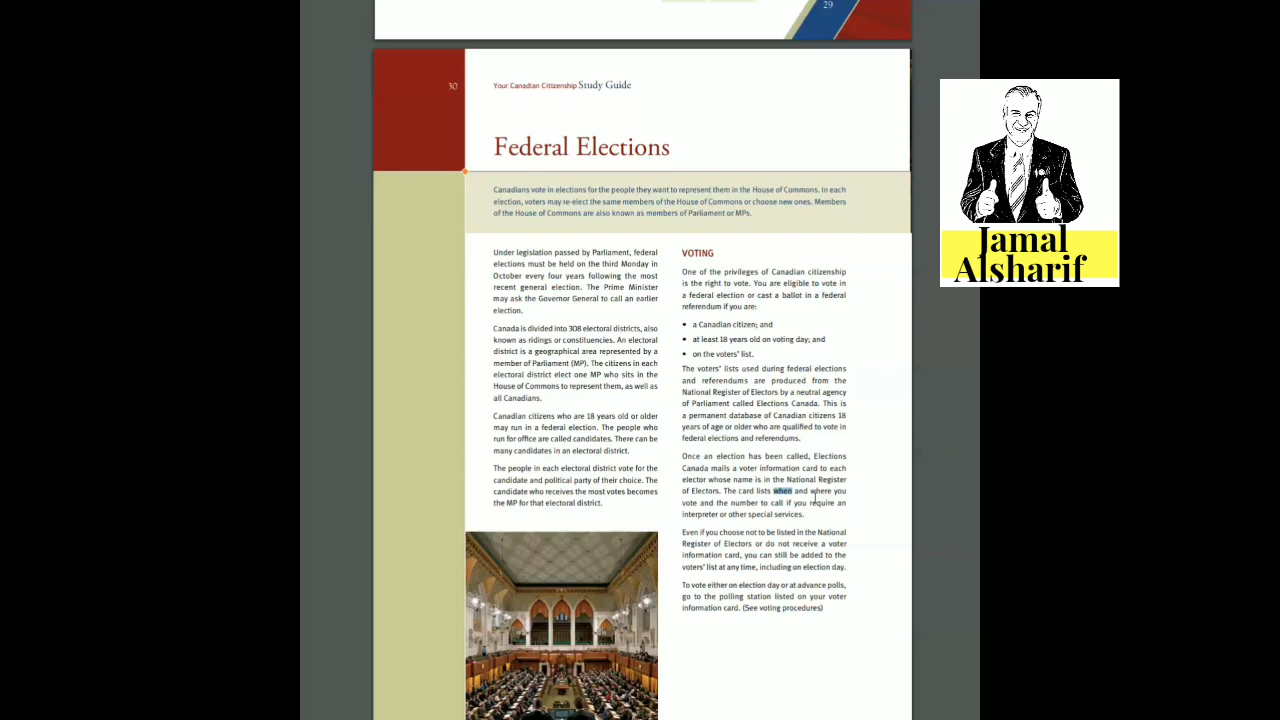 29
30
Your Canadian Citizenship Study Guide
Federal Elections
Canadians vote in elections for the people they want to represent them in the House of Commons. In each
election, voters may re-elect the same members of the House of Commons or choose new ones. Members
of the House of Commons are also known as members of Parliament or MPs.
Under legislation passed by Parliament, federal
elections must be held on the third Monday in
October every four years following the most
recent general election. The Prime Minister
may ask the Governor General to call an earlier
election.
Canada is divided into 308 electoral districts, also
known as ridings or constituencies. An electoral
district is a geographical area represented by a
member of Parliament (MP). The citizens in each
electoral district elect one MP who sits in the
House of Commons to represent them, as well as
all Canadians.
Canadian citizens who are 18 years old or older
may run in a federal election. The people who
run for office are called candidates. There can be
many candidates in an electoral district.
The people in each electoral district vote for the
candidate and political party of their choice. The
candidate who receives the most votes becomes
the MP for that electoral district.
VOTING
One of the privileges of Canadian citizenship
is the right to vote. You are eligible to vote in
a federal election or cast a ballot in a federal
referendum if you are:
• a Canadian citizen; and
• at least 18 years old on voting day; and
• on the voters' list.
The voters' lists used during federal elections
and referendums are produced from the
National Register of Electors by a neutral agency
of Parliament called Elections Canada. This is
a permanent database of Canadian citizens 18
years of age or older who are qualified to vote in
federal elections and referendums.
Once an election has been called, Elections
Canada mails a voter information card to each
elector whose name is in the National Register
of Electors. The card lists when and where you
vote and the number to call if you require an
interpreter or other special services.
Even if you choose not to be listed in the National
Register of Electors or do not receive a voter
information card, you can still be added to the
voters' list at any time, including on election day.
To vote either on election day or at advance polls,
go to the polling station listed on your voter
information card. (See voting procedures)
Jamal
Alsharif